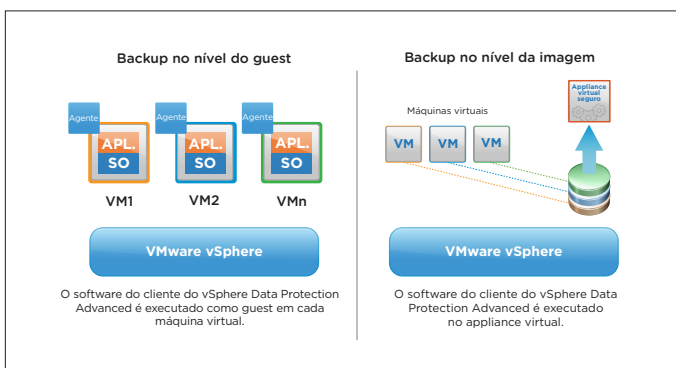 Backup no nível do guest
Agente
APL.
SO
VM1
Agente
APL.
SO
VM2
Agente
APL.
SO
VMn
VMware vSphere
O software do cliente do vSphere Data Protection
Advanced é executado como guest em cada
máquina virtual.
Backup no nível da imagem
Appliance
virtual
seguro
Máquinas virtuais
VM
VM
VM
VMware vSphere
O software do cliente do vSphere Data
Protection Advanced é executado
no appliance virtual.